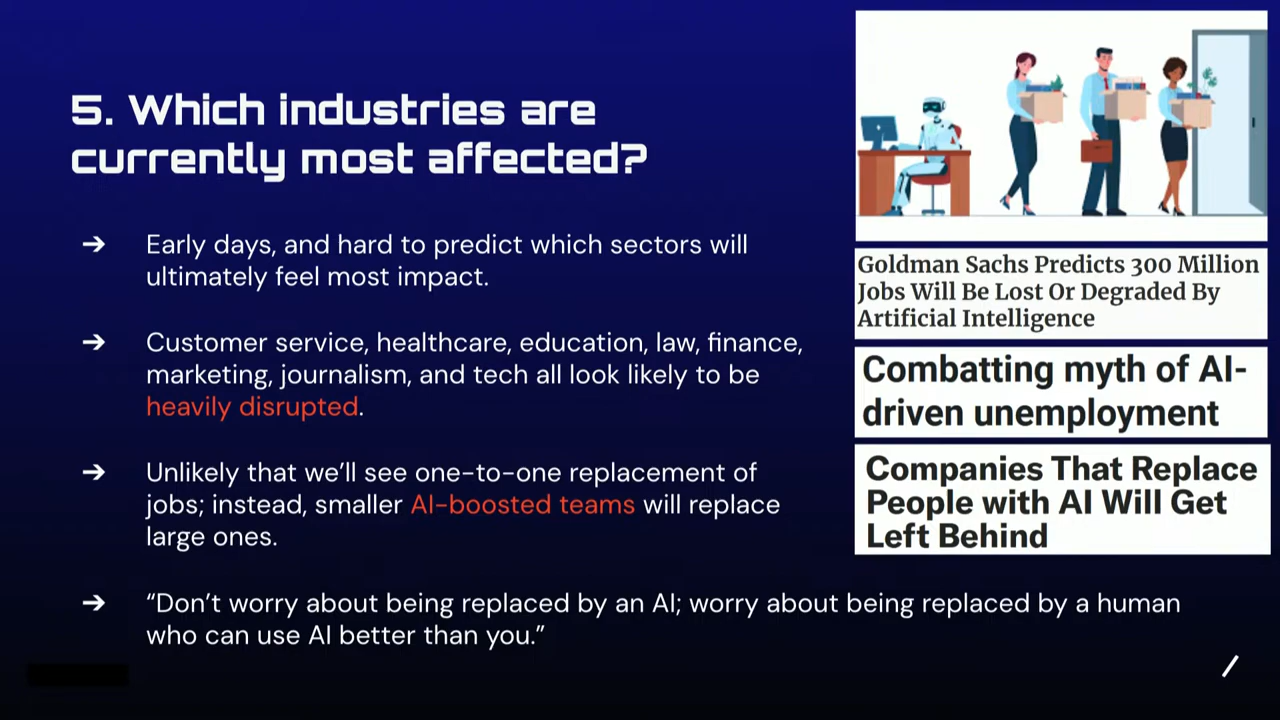 5. Which industries are
currently most affected?
➔ Early days, and hard to predict which sectors will
ultimately feel most impact.
➔ Customer service, healthcare, education, law, finance,
marketing, journalism, and tech all look likely to be
heavily disrupted.
➔ Unlikely that we’ll see one-to-one replacement of
jobs; instead, smaller AI-boosted teams will replace
large ones.
➔ “Don’t worry about being replaced by an AI; worry about being replaced by a human
who can use AI better than you.”
Goldman Sachs Predicts 300 Million
Jobs Will Be Lost Or Degraded By
Artificial Intelligence
Combatting myth of AI-
driven unemployment
Companies That Replace
People with AI Will Get
Left Behind
/